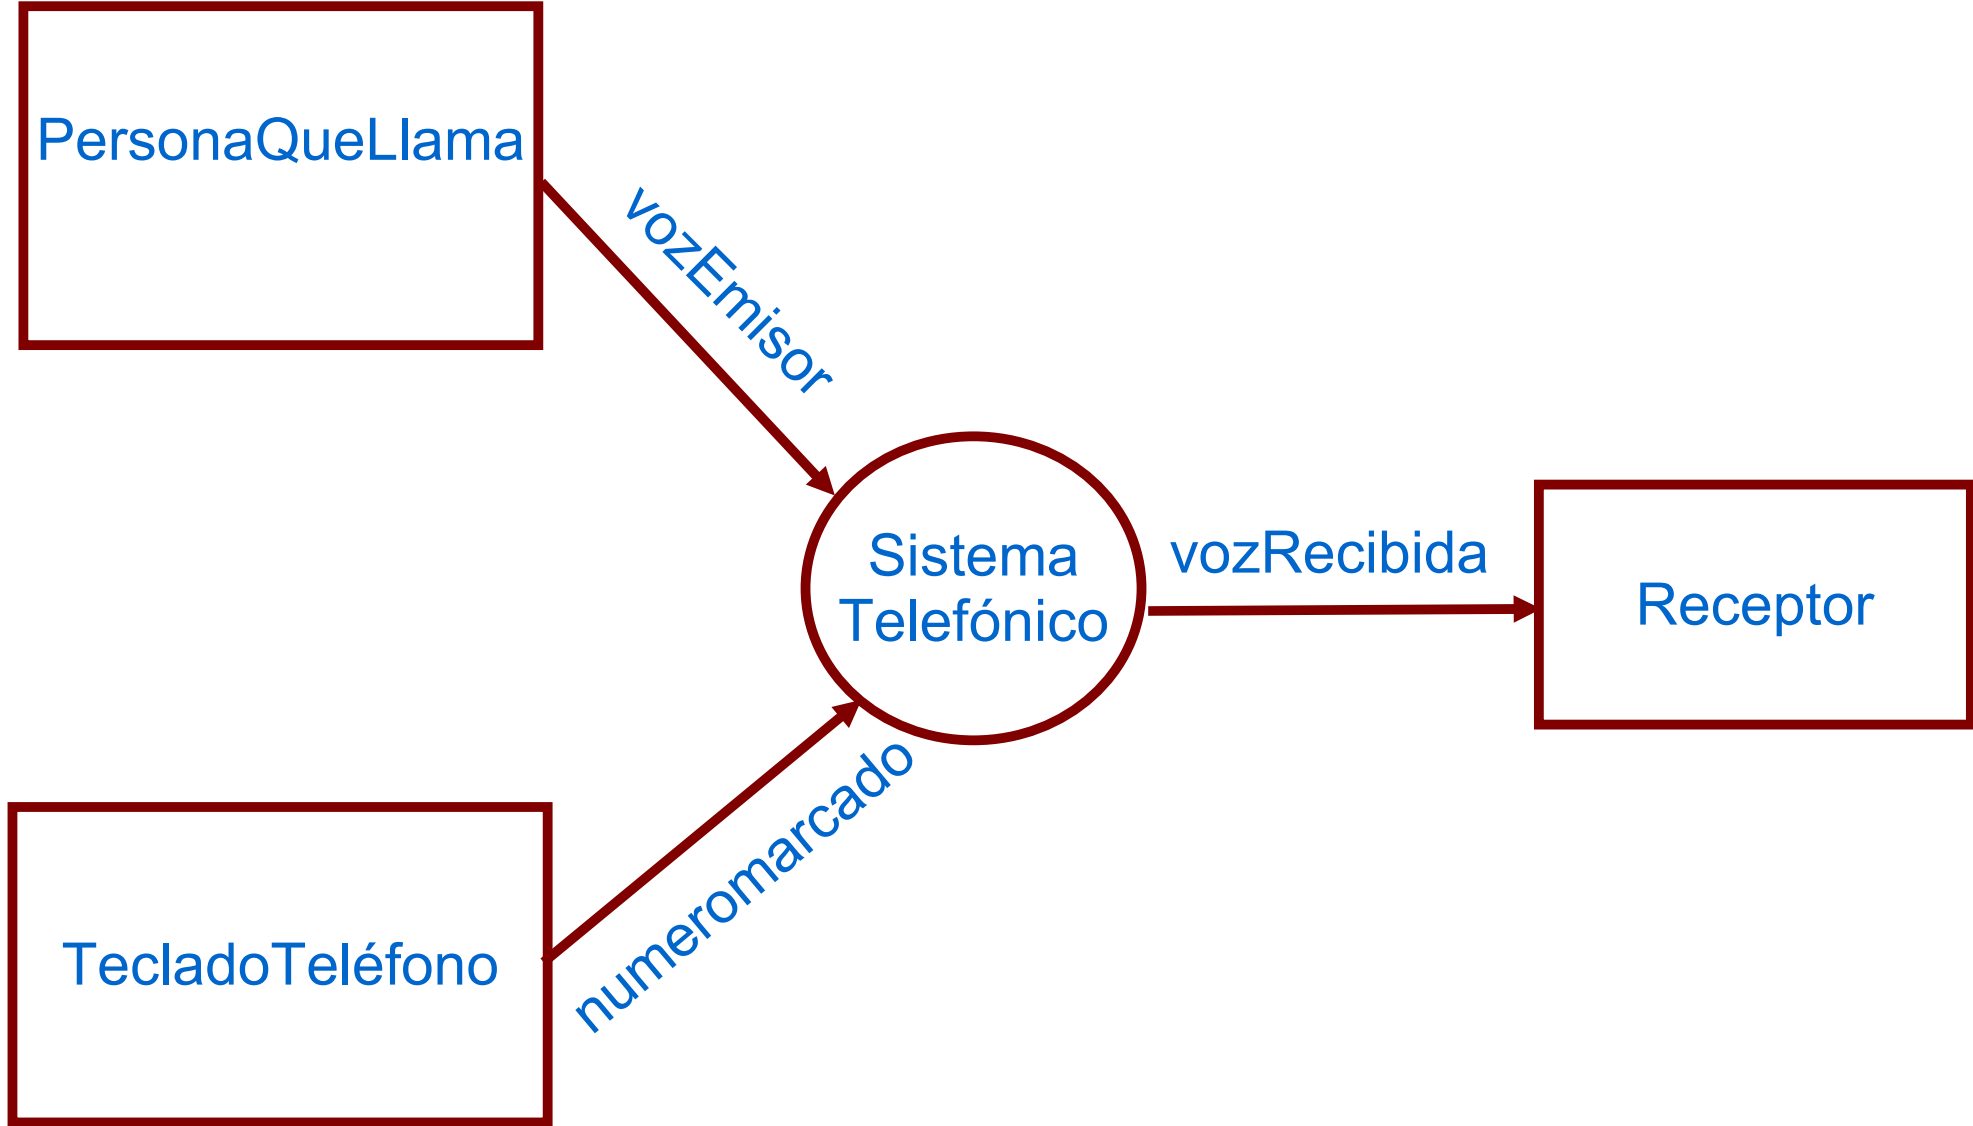 PersonaQueLlama
vozEmisor
Sistema
Telefónico
vozRecibida
Receptor
TecladoTeléfono
numeromarcado